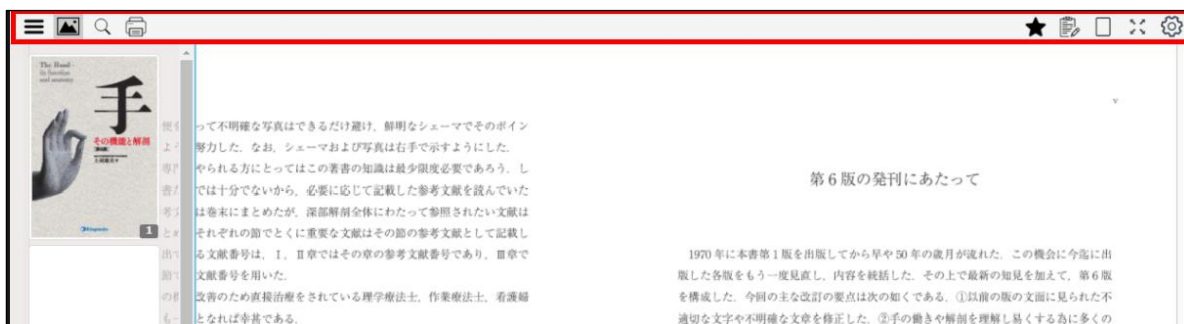 The Hand -
its function
and anatomy
手
その機能と解剖
第6版
上羽康夫
1
って不明確な写真はできるだけ避け，鮮明なシェーマでそのポイン
努力した．なお，シェーマおよび写真は右手で示すようにした．
やられる方にとってはこの著書の知識は最少限度必要であろう．し
では十分でないから，必要に応じて記載した参考文献を読んでいた
は巻末にまとめたが，深部解剖全体にわたって参照されたい文献は
それぞれの節でとくに重要な文献はその節の参考文献として記載し
る文献番号は，Ⅰ，Ⅱ章ではその章の参考文献番号であり，Ⅲ章で
文献番号を用いた．
改善のため直接治療をされている理学療法士，作業療法士，看護婦
となれば幸甚である．
v
第6版の発刊にあたって
1970年に本書第1版を出版してから早や50年の歳月が流れた．この機会に今迄に出
版した各版をもう一度見直し，内容を統括した．その上で最新の知見を加えて，第6版
を構成した．今回の主な改訂の要点は次の如くである．①以前の版の文面に見られた不
適切な文字や不明確な文章を修正した．②手の働きや解剖を理解し易くする為に多くの